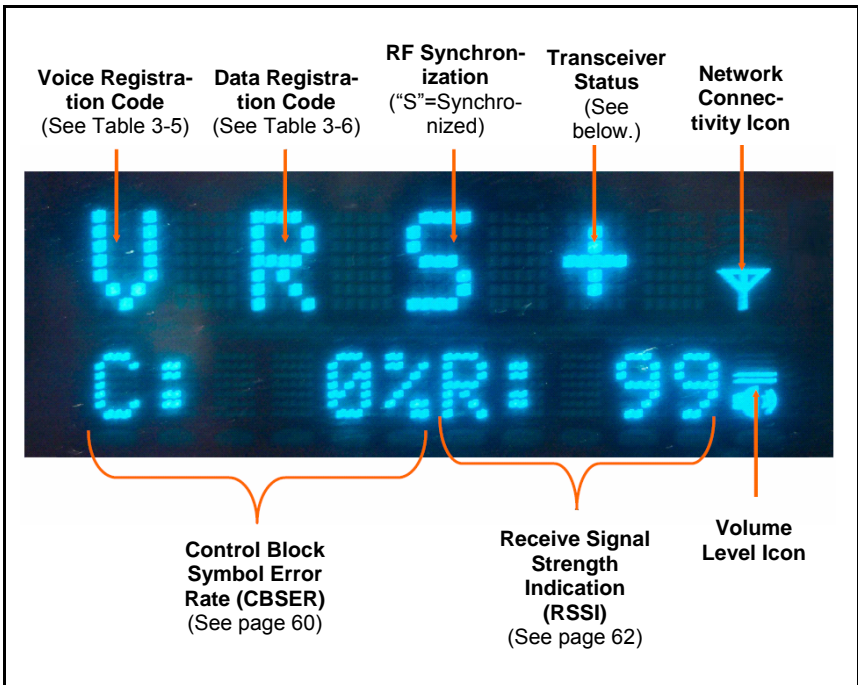 Voice Registra-
tion Code
(See Table 3-5)
Data Registra-
tion Code
(See Table 3-6)
RF Synchron-
ization
(“S”=Synchro-
nized)
Transceiver
Status
(See
below.)
Network
Connec-
tivity Icon
V R S +
C: 0%R: 99
Control Block
Symbol Error
Rate (CBSER)
(See page 60)
Receive Signal
Strength
Indication
(RSSI)
(See page 62)
Volume
Level Icon